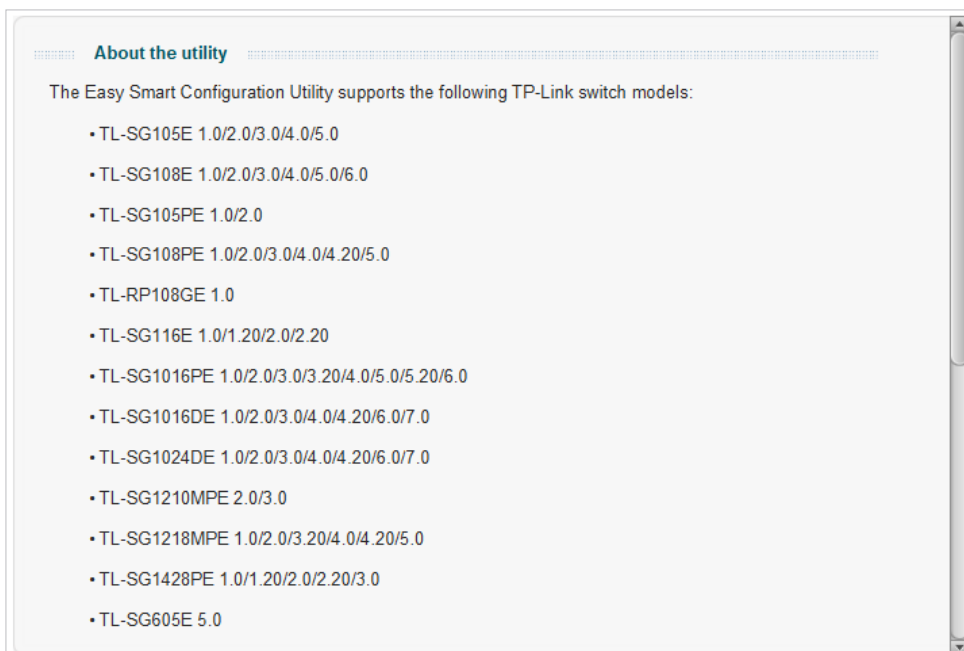 About the utility
The Easy Smart Configuration Utility supports the following TP-Link switch models:
• TL-SG105E 1.0/2.0/3.0/4.0/5.0
• TL-SG108E 1.0/2.0/3.0/4.0/5.0/6.0
• TL-SG105PE 1.0/2.0
• TL-SG108PE 1.0/2.0/3.0/4.0/4.20/5.0
• TL-RP108GE 1.0
• TL-SG116E 1.0/1.20/2.0/2.20
• TL-SG1016PE 1.0/2.0/3.0/3.20/4.0/5.0/5.20/6.0
• TL-SG1016DE 1.0/2.0/3.0/4.0/4.20/6.0/7.0
• TL-SG1024DE 1.0/2.0/3.0/4.0/4.20/6.0/7.0
• TL-SG1210MPE 2.0/3.0
• TL-SG1218MPE 1.0/2.0/3.20/4.0/4.20/5.0
• TL-SG1428PE 1.0/1.20/2.0/2.20/3.0
• TL-SG605E 5.0